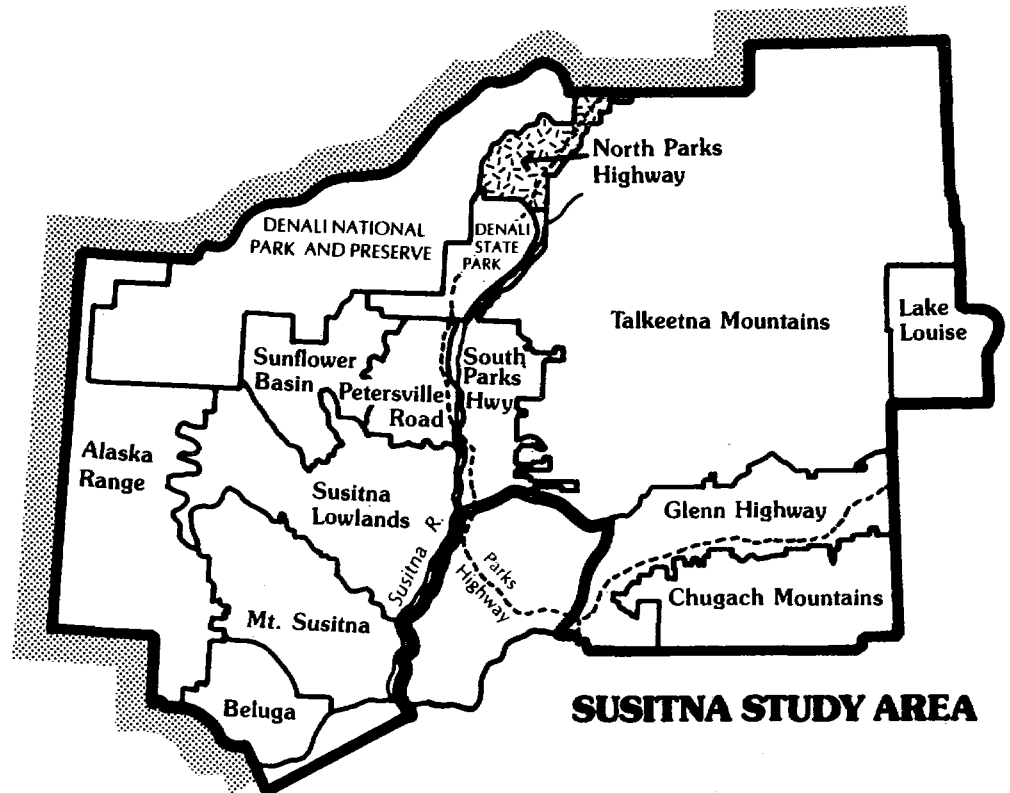 North Parks
Highway
DENALI NATIONAL
PARK AND PRESERVE
DENALI
STATE
PARK
Talkeetna Mountains
Lake
Louise
Sunflower
Basin
Petersville
Road
South
Parks
Hwy
Alaska
Range
Susitna
Lowlands
Susitna R.
Parks
Highway
Glenn Highway
Chugach Mountains
Mt. Susitna
Beluga
SUSITNA STUDY AREA